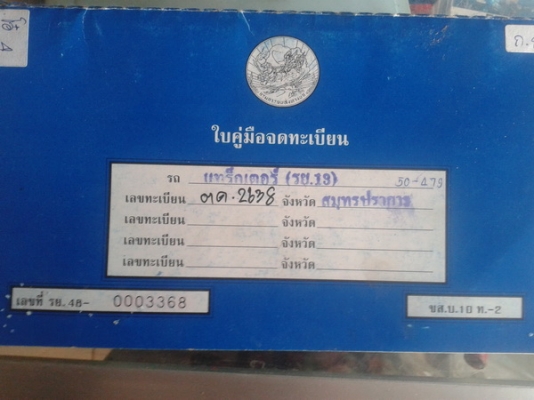 ใบคู่มือจดทะเบียน
รถ แทร็กเตอร์ (รย.13) 50-479
เลขทะเบียน ตค.2638 จังหวัด สมุทรปราการ
เลขทะเบียน จังหวัด
เลขทะเบียน จังหวัด
เลขทะเบียน จังหวัด
เลขที่ รย. 48- 0003368
ขส.บ.10 ท.-2